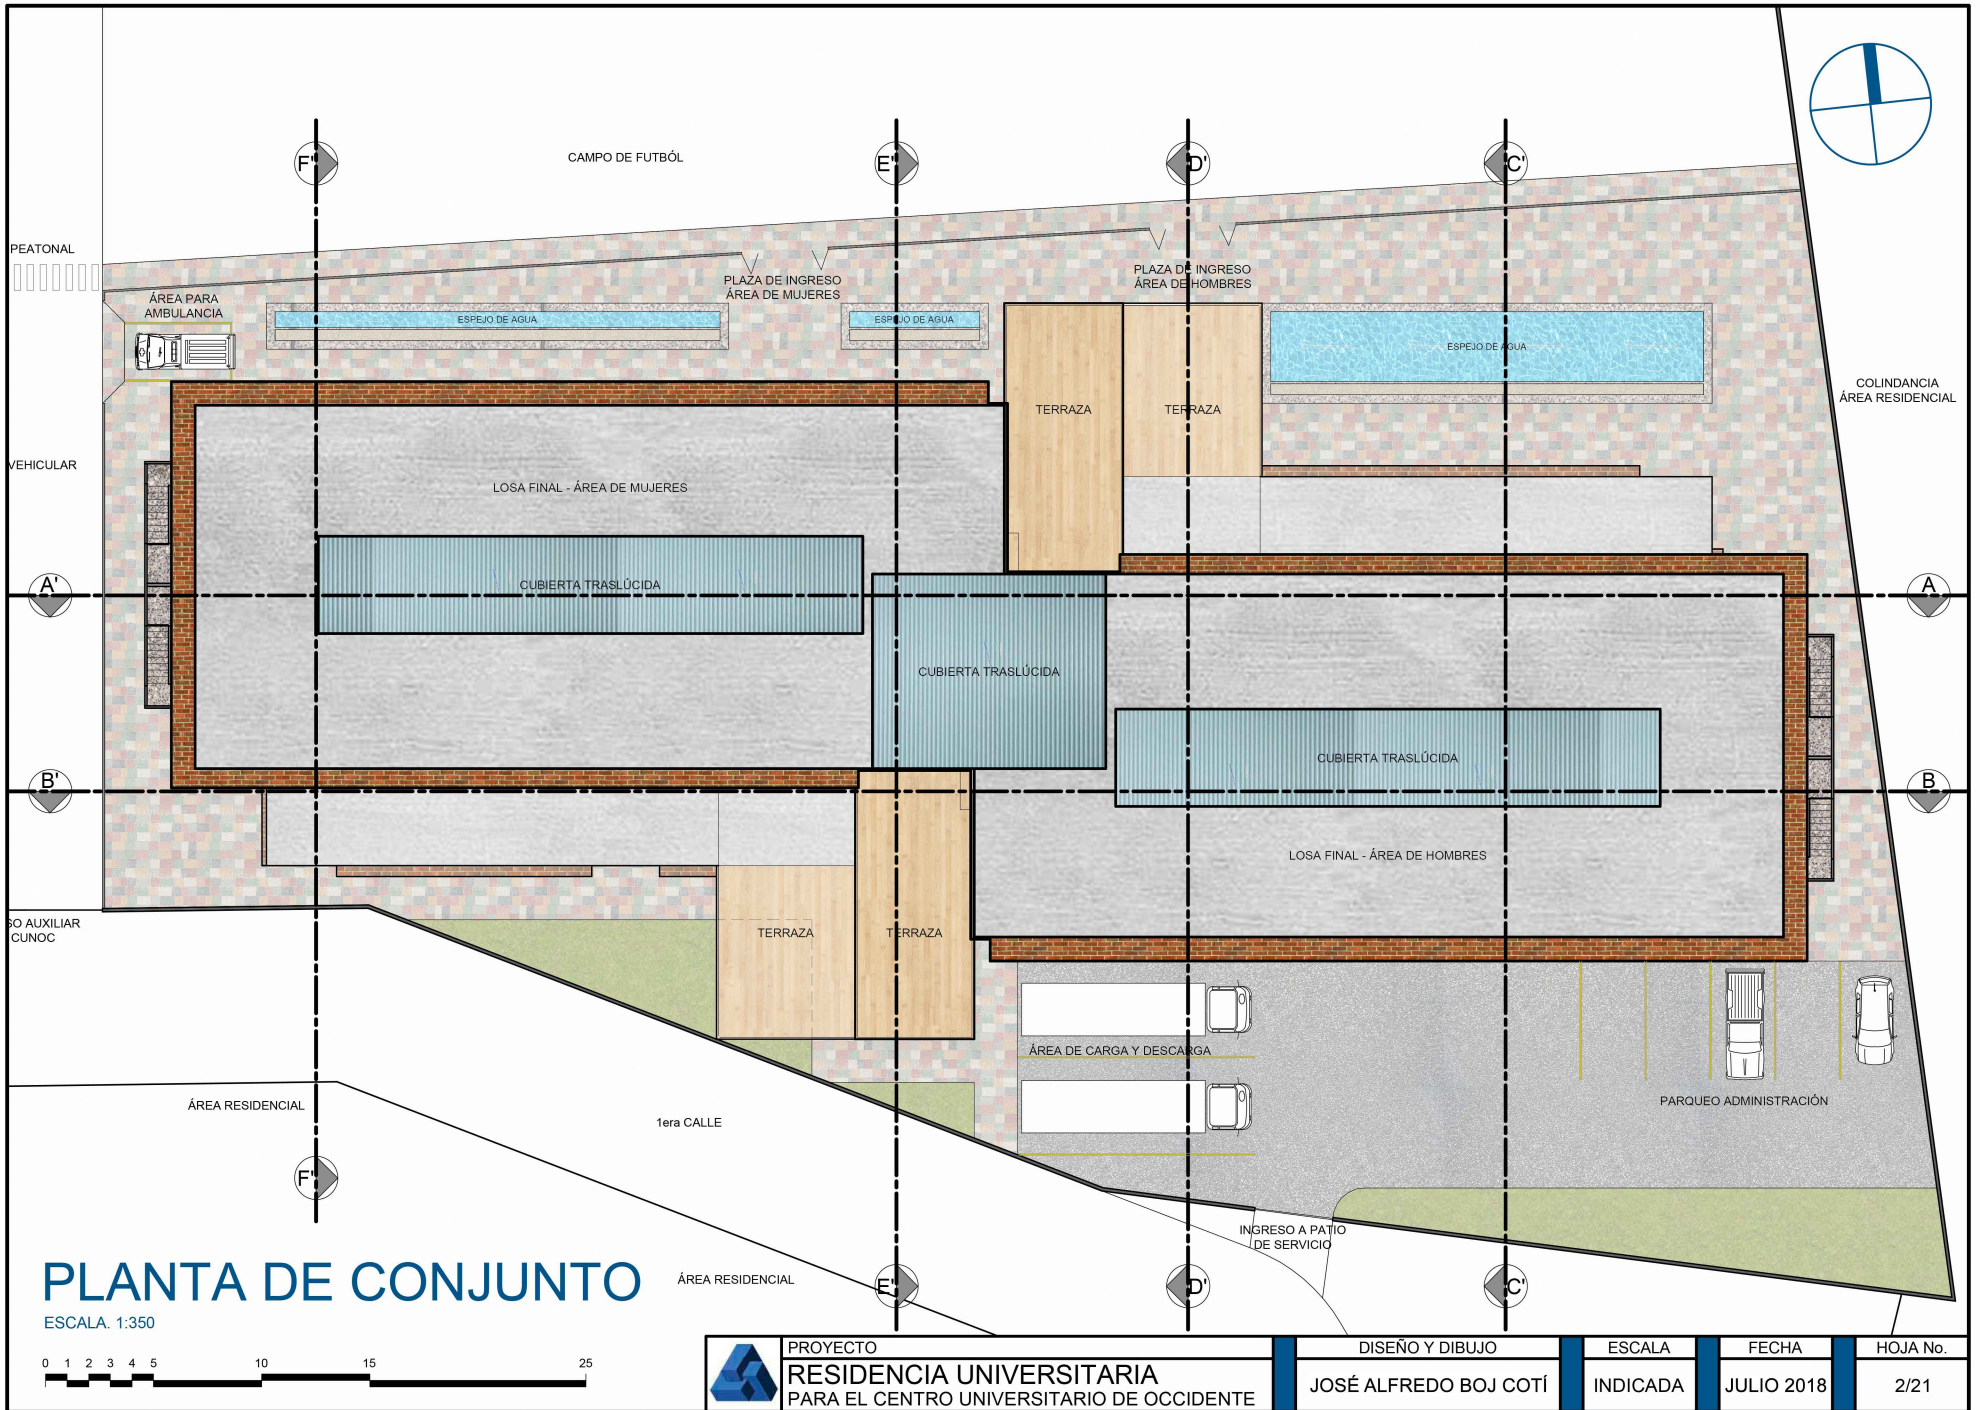 F'
CAMPO DE FUTBÓL
E'
D'
C'
PEATONAL
PLAZA DE INGRESO
ÁREA DE MUJERES
PLAZA DE INGRESO
ÁREA DE HOMBRES
ÁREA PARA
AMBULANCIA
ESPEJO DE AGUA
ESPEJO DE AGUA
ESPEJO DE AGUA
COLINDANCIA
ÁREA RESIDENCIAL
TERRAZA
TERRAZA
VEHICULAR
LOSA FINAL - ÁREA DE MUJERES
A'
CUBIERTA TRASLÚCIDA
A
CUBIERTA TRASLÚCIDA
B'
CUBIERTA TRASLÚCIDA
B
LOSA FINAL - ÁREA DE HOMBRES
SO AUXILIAR
CUNOC
TERRAZA
TERRAZA
ÁREA DE CARGA Y DESCARGA
PARQUEO ADMINISTRACIÓN
ÁREA RESIDENCIAL
1era CALLE
F'
INGRESO A PATIO
DE SERVICIO
ÁREA RESIDENCIAL
E'
D'
C'
PLANTA DE CONJUNTO
ESCALA. 1:350
0 1 2 3 4 5 10 15 25
PROYECTO
RESIDENCIA UNIVERSITARIA
PARA EL CENTRO UNIVERSITARIO DE OCCIDENTE
DISEÑO Y DIBUJO
JOSÉ ALFREDO BOJ COTÍ
ESCALA
INDICADA
FECHA
JULIO 2018
HOJA No.
2/21